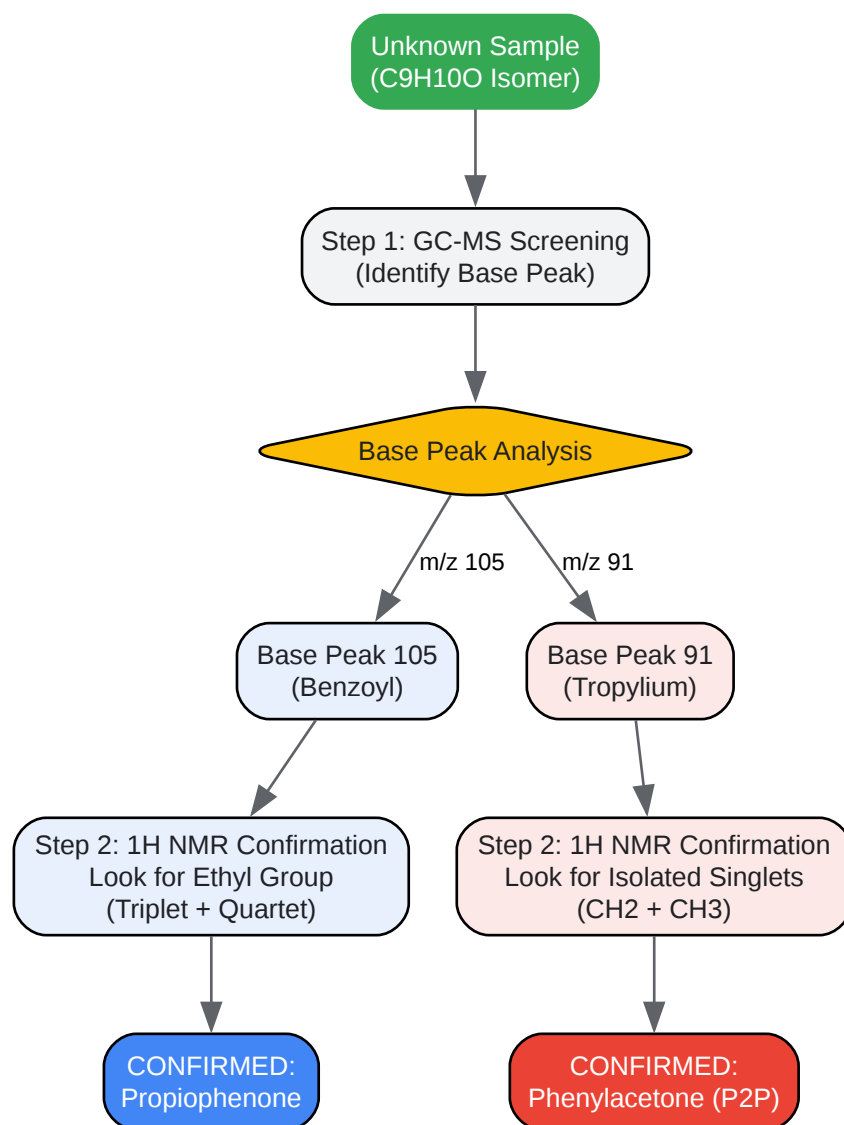 Unknown Sample
(C9H10O Isomer)
Step 1: GC-MS Screening
(Identify Base Peak)
Base Peak Analysis
m/z 105
m/z 91
Base Peak 105
(Benzoyl)
Base Peak 91
(Tropylium)
Step 2: 1H NMR Confirmation
Look for Ethyl Group
(Triplet + Quartet)
Step 2: 1H NMR Confirmation
Look for Isolated Singlets
(CH2 + CH3)
CONFIRMED:
Propiophenone
CONFIRMED:
Phenylacetone (P2P)